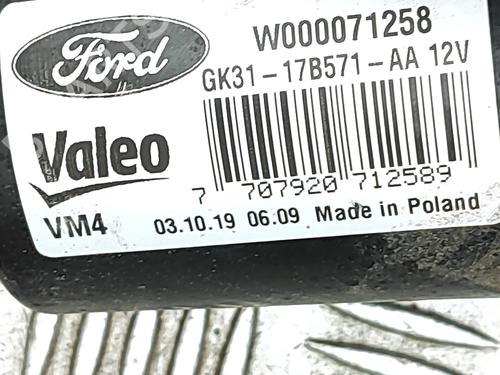 Ford
W000071258
GK31-17B571-AA 12V
Valeo
7 707920 712589
VM4
03.10.19 06.09 Made in Poland